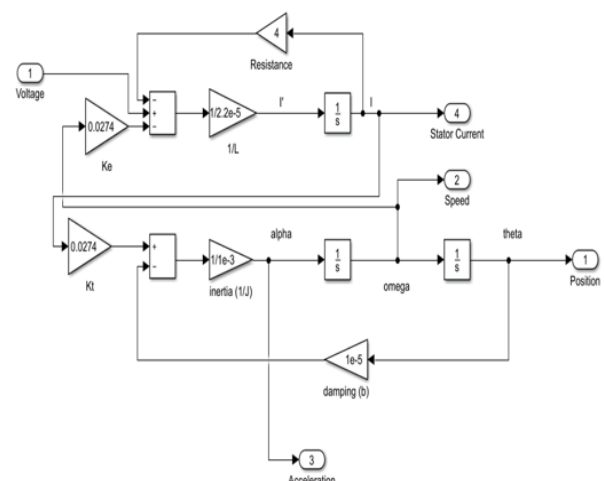 4
Resistance
1
Voltage
−
+
−
1/2.2e-5
1/L
I'
1
s
I
4
Stator Current
0.0274
Ke
2
Speed
0.0274
Kt
+
−
1/1e-3
inertia (1/J)
alpha
1
s
omega
1
s
theta
1
Position
1e-5
damping (b)
3
Acceleration